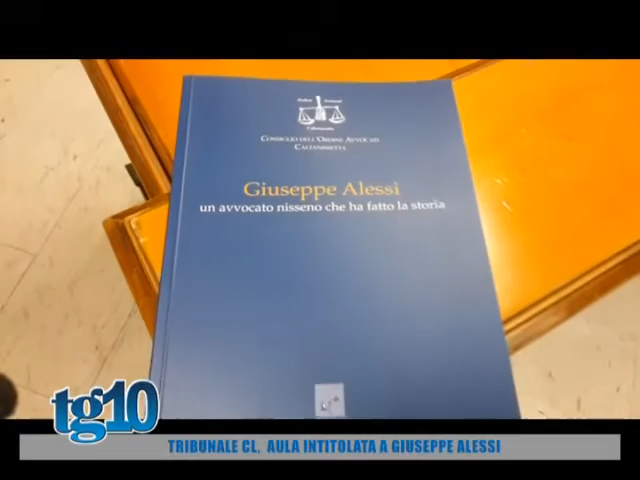 CONSIGLIO DELL'ORDINE AVVOCATI
CALTANISSETTA
Giuseppe Alessi
un avvocato nisseno che ha fatto la storia
tg10
TRIBUNALE CL, AULA INTITOLATA A GIUSEPPE ALESSI